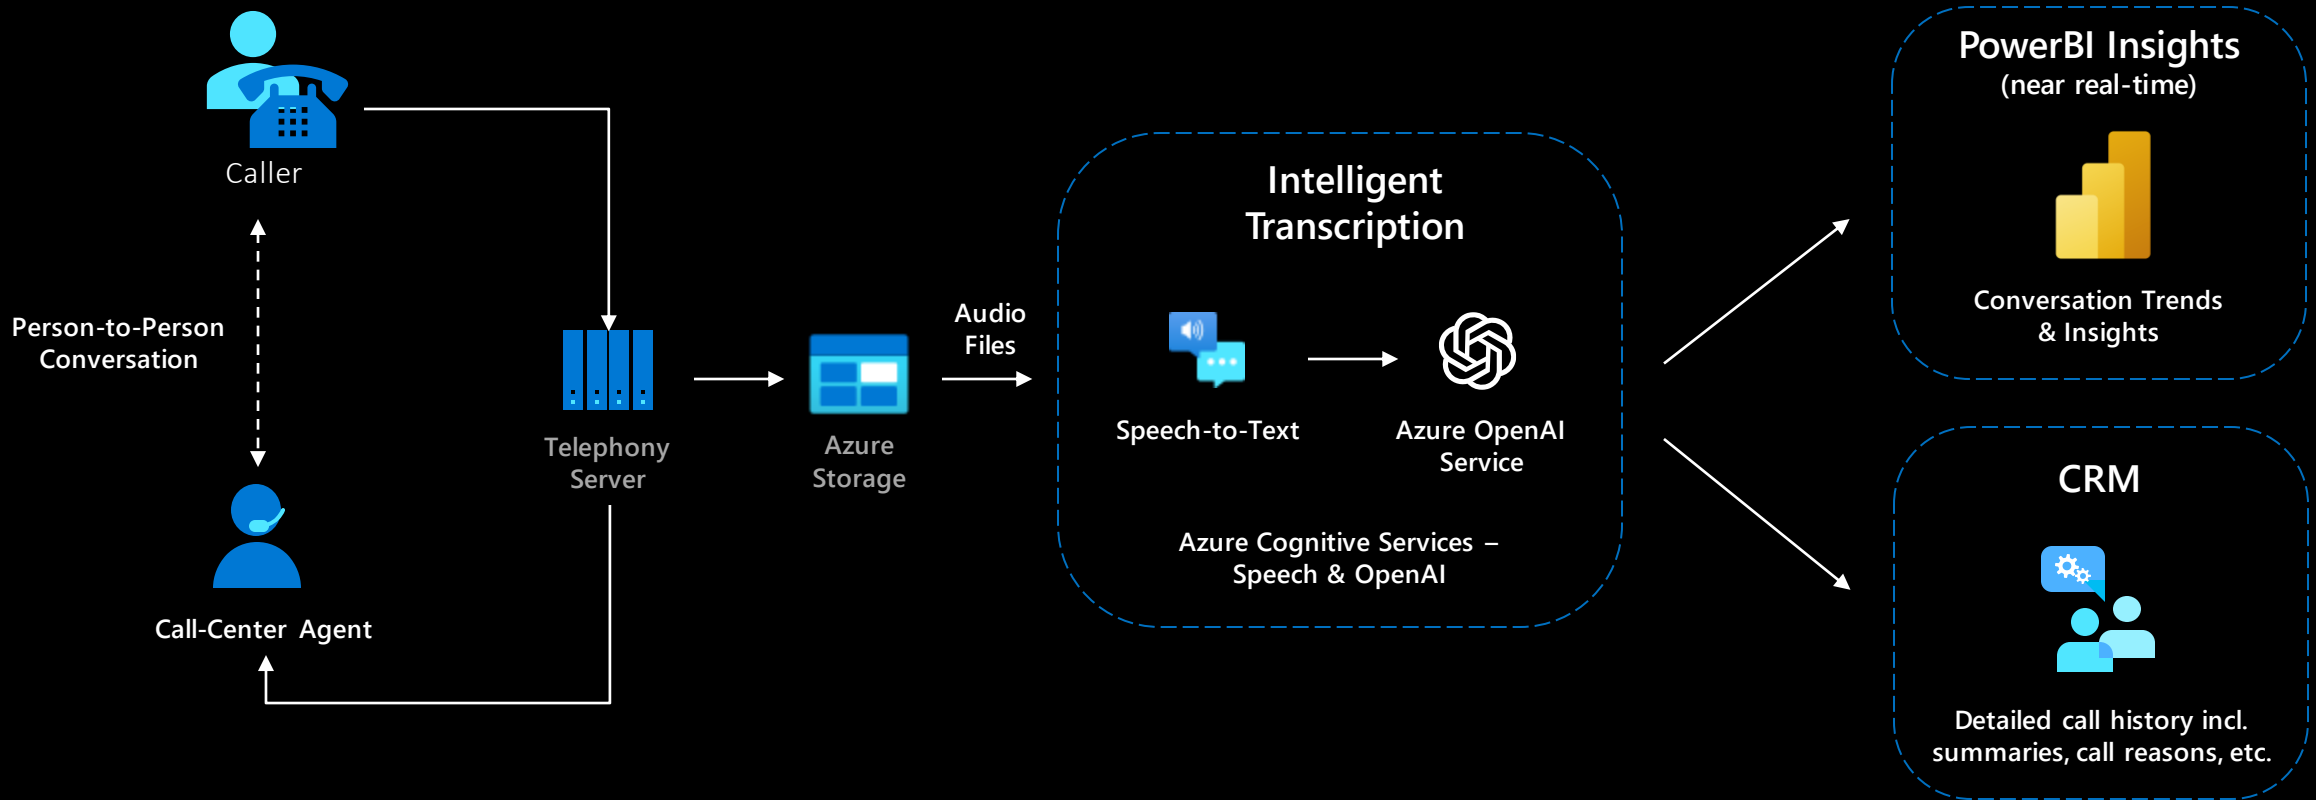 Caller
Person-to-Person
Conversation
Call-Center Agent
Telephony
Server
Azure
Storage
Audio
Files
Intelligent
Transcription
Speech-to-Text
Azure OpenAI
Service
Azure Cognitive Services –
Speech & OpenAI
PowerBI Insights
(near real-time)
Conversation Trends
& Insights
CRM
Detailed call history incl.
summaries, call reasons, etc.